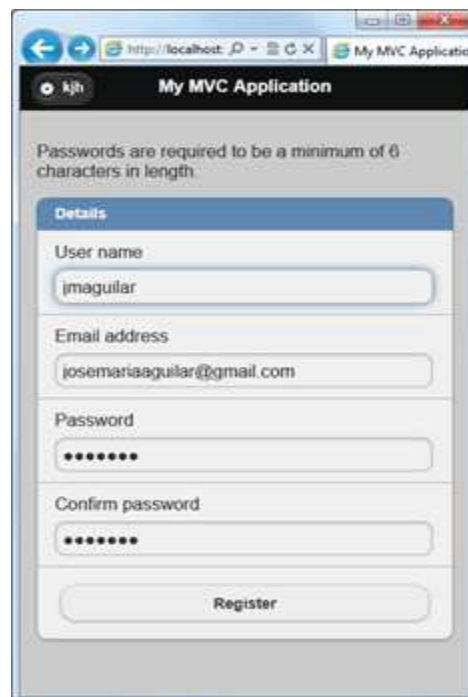 http://localhost
My MVC Applicatio
kjh
My MVC Application
Passwords are required to be a minimum of 6
characters in length.
Details
User name
jmaguilar
Email address
josemariaaguilar@gmail.com
Password
•••••••
Confirm password
•••••••
Register